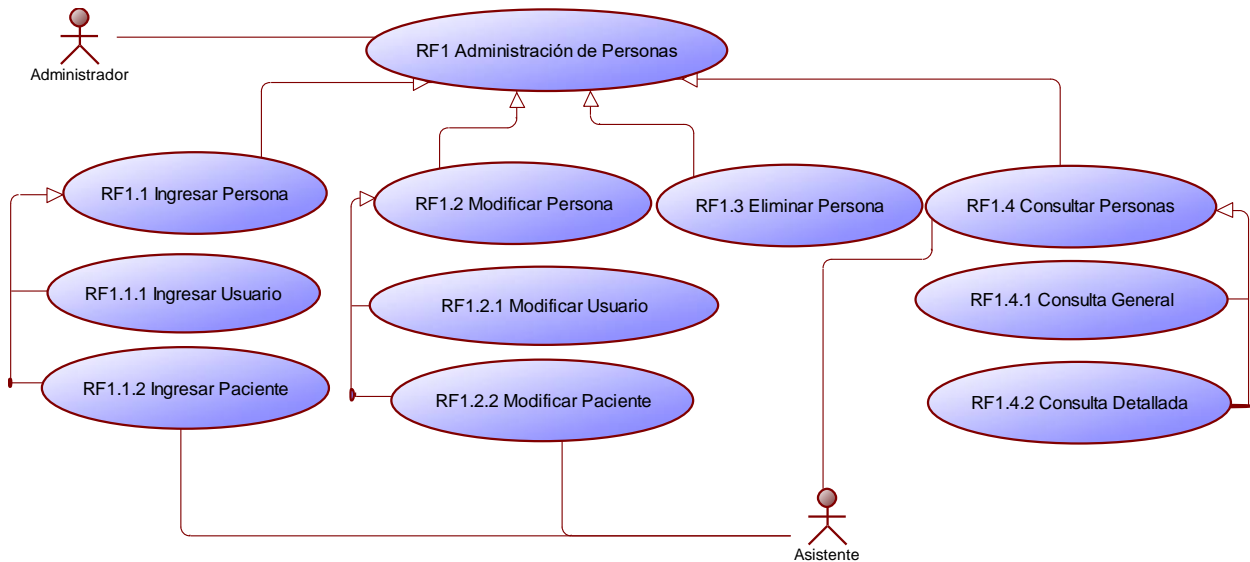 RF1 Administración de Personas
Administrador
RF1.1 Ingresar Persona
RF1.2 Modificar Persona
RF1.3 Eliminar Persona
RF1.4 Consultar Personas
RF1.1.1 Ingresar Usuario
RF1.2.1 Modificar Usuario
RF1.4.1 Consulta General
RF1.1.2 Ingresar Paciente
RF1.2.2 Modificar Paciente
RF1.4.2 Consulta Detallada
Asistente